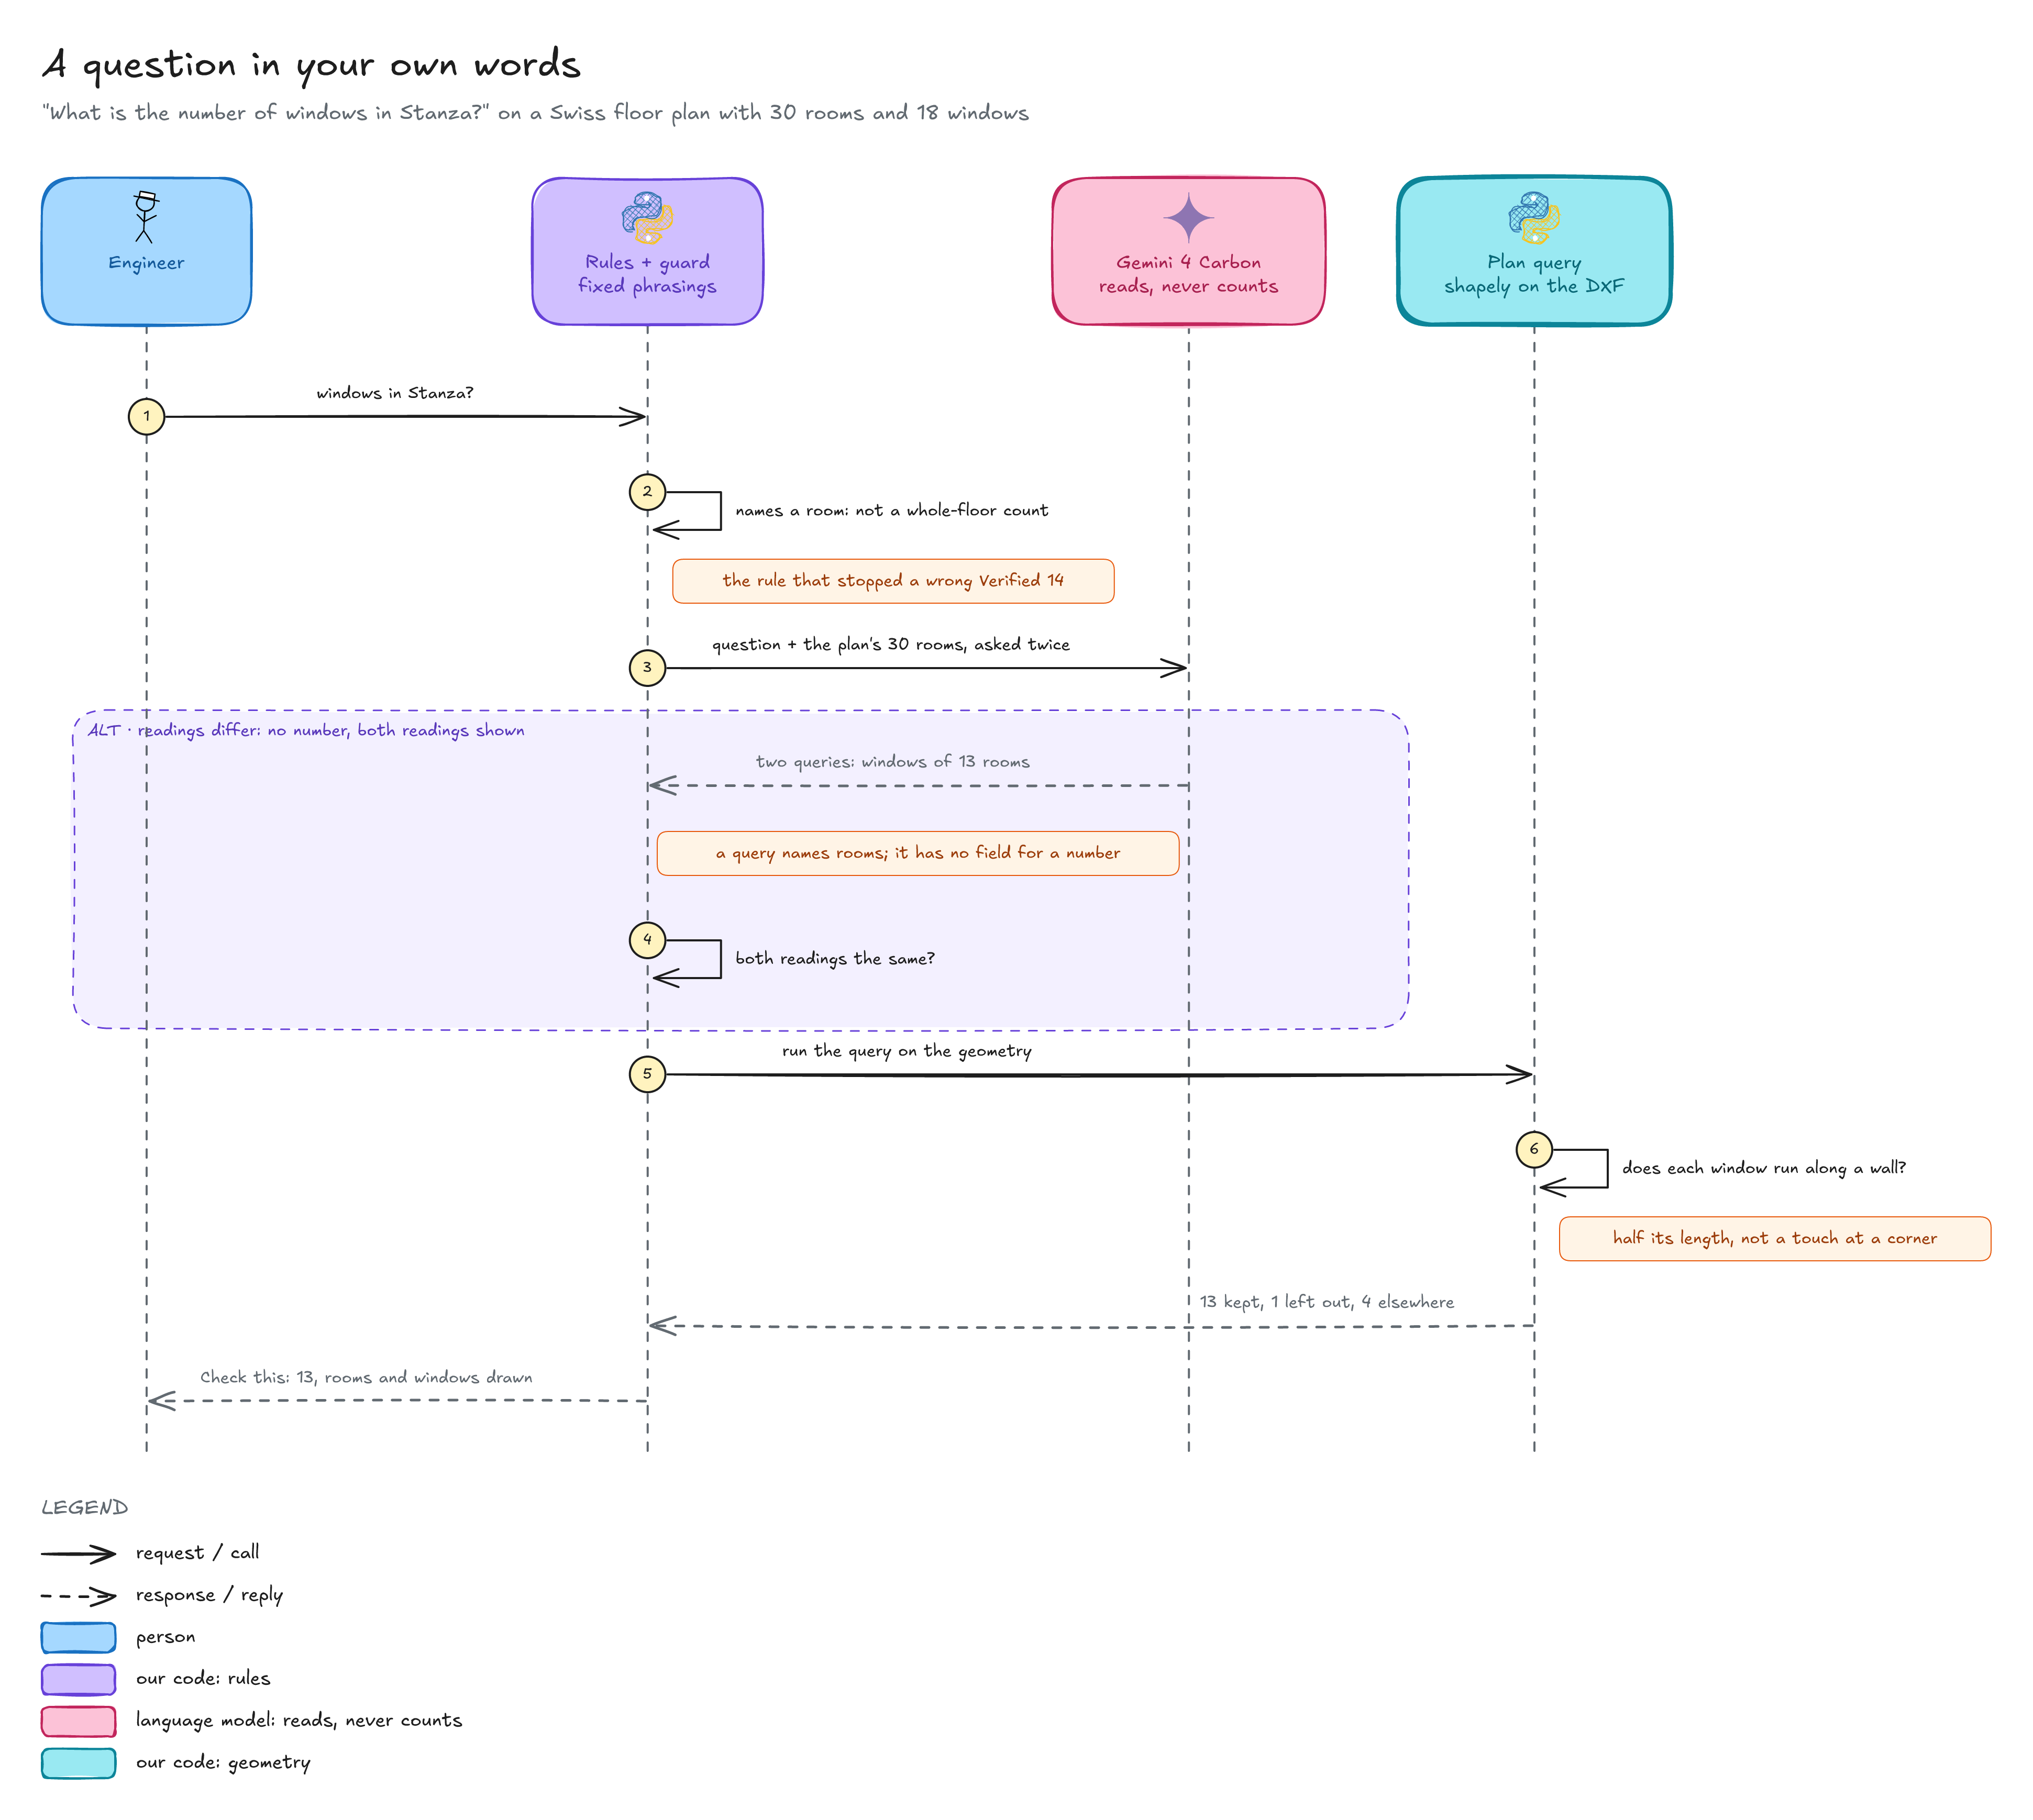 A question in your own words
"What is the number of windows in Stanza?" on a Swiss floor plan with 30 rooms and 18 windows
Engineer
Rules + guard
fixed phrasings
Gemini 4 Carbon
reads, never counts
Plan query
shapely on the DXF
windows in Stanza?
1
2
names a room: not a whole-floor count
the rule that stopped a wrong Verified 14
question + the plan's 30 rooms, asked twice
3
ALT · readings differ: no number, both readings shown
two queries: windows of 13 rooms
a query names rooms; it has no field for a number
4
both readings the same?
run the query on the geometry
5
6
does each window run along a wall?
half its length, not a touch at a corner
13 kept, 1 left out, 4 elsewhere
Check this: 13, rooms and windows drawn
LEGEND
request / call
response / reply
person
our code: rules
language model: reads, never counts
our code: geometry